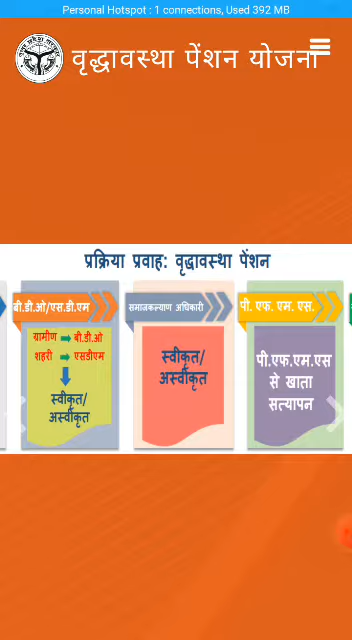 Personal Hotspot : 1 connections, Used 392 MB
वृद्धावस्था पेंशन योजना
प्रक्रिया प्रवाह: वृद्धावस्था पेंशन
बी.डी.ओ/एस.डी.एम
ग्रामीण बी.डी.ओ
शहरी एसडीएम
स्वीकृत/
अस्वीकृत
समाजकल्याण अधिकारी
स्वीकृत/
अस्वीकृत
पी. एफ. एम. एस.
पी.एफ.एम.एस
से खाता
सत्यापन